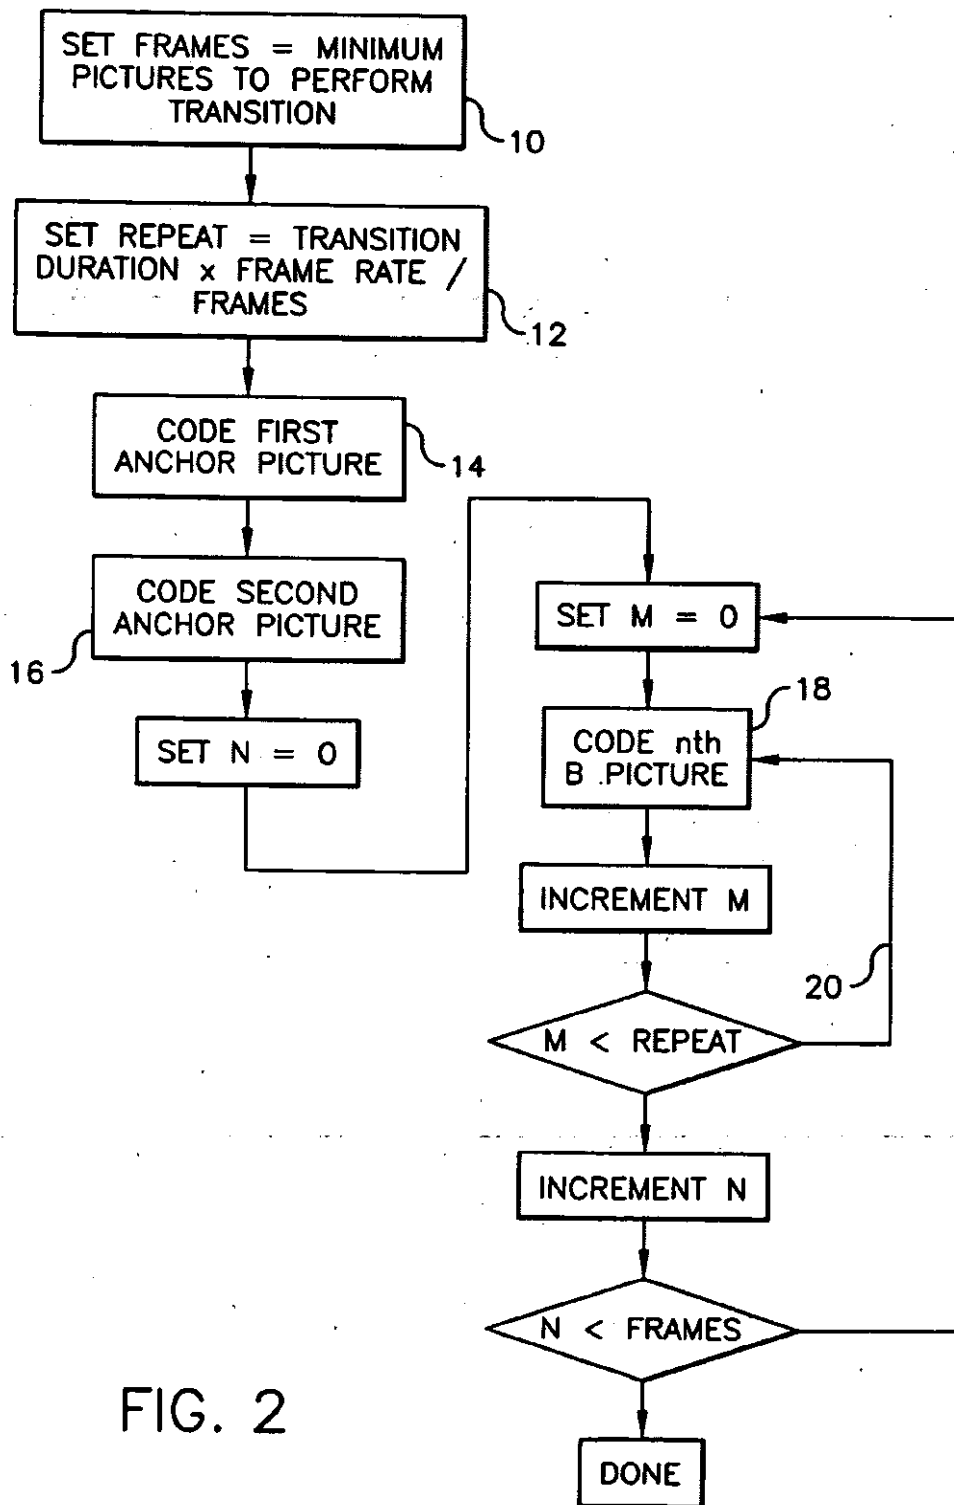 SET FRAMES = MINIMUM
PICTURES TO PERFORM
TRANSITION
10
SET REPEAT = TRANSITION
DURATION x FRAME RATE /
FRAMES
12
CODE FIRST
ANCHOR PICTURE
14
CODE SECOND
ANCHOR PICTURE
16
SET N = 0
SET M = 0
18
CODE nth
B .PICTURE
INCREMENT M
20
M < REPEAT
INCREMENT N
N < FRAMES
DONE
FIG. 2